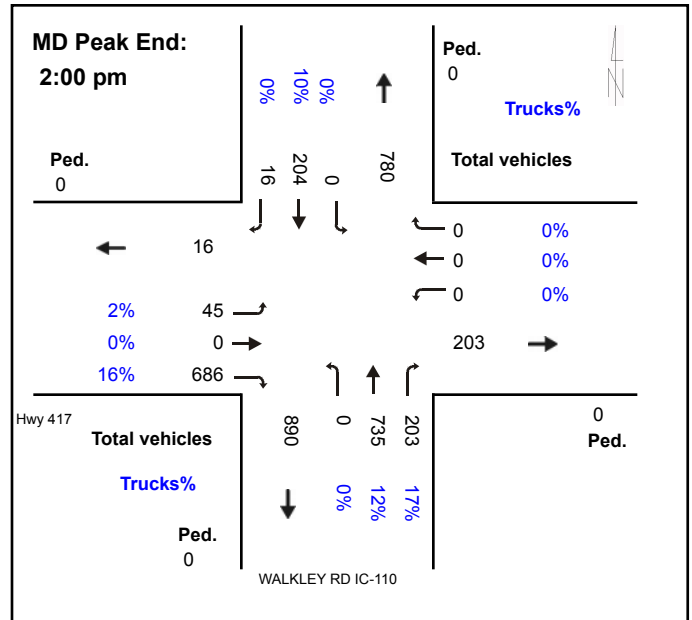 MD Peak End:
2:00 pm
Ped.
0
Trucks%
N
0% 10% 0%
Ped.
0
16 204 0 780
Total vehicles
16
0 0%
0 0%
0 0%
2% 45
0% 0
16% 686
203
Hwy 417
Total vehicles
Trucks%
890 0 735 203
0% 12% 17%
0
Ped.
Ped.
0
WALKLEY RD IC-110